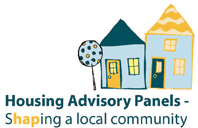 Housing Advisory Panels -
Shaping a local community